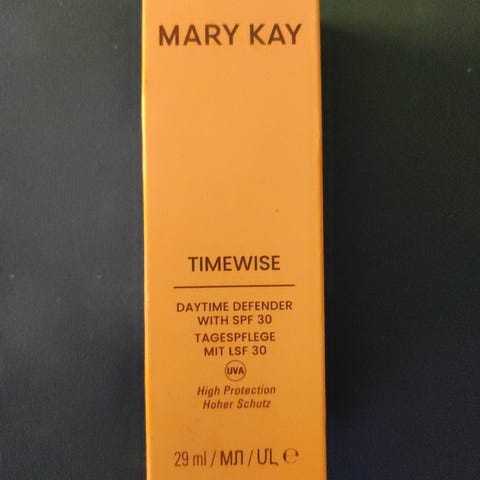 MARY KAY
TIMEWISE
DAYTIME DEFENDER
WITH SPF 30
TAGESPFLEGE
MIT LSF 30
UVA
High Protection
Hoher Schutz
29 ml / МЛ / ՄԼ ℮